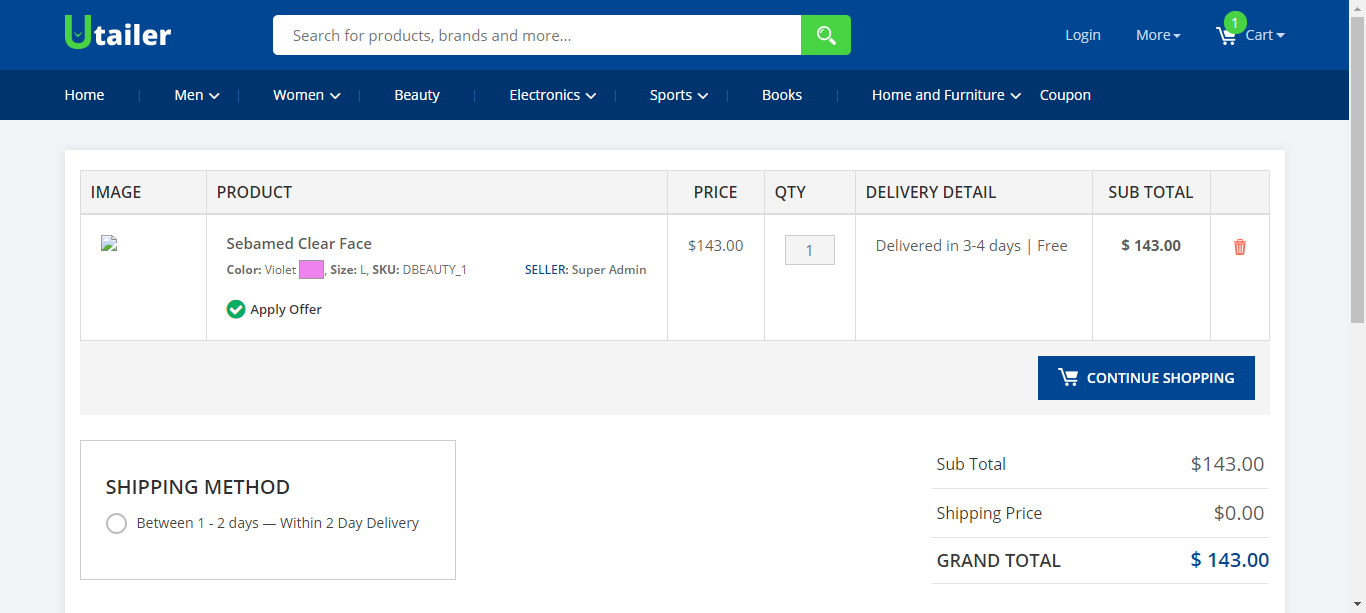 Utailer
Search for products, brands and more...
Login
More
1
Cart
Home
Men
Women
Beauty
Electronics
Sports
Books
Home and Furniture
Coupon
IMAGE
PRODUCT
PRICE
QTY
DELIVERY DETAIL
SUB TOTAL
Sebamed Clear Face
Color: Violet , Size: L, SKU: DBEAUTY_1
SELLER: Super Admin
Apply Offer
$143.00
1
Delivered in 3-4 days | Free
$ 143.00
CONTINUE SHOPPING
SHIPPING METHOD
Between 1 - 2 days — Within 2 Day Delivery
Sub Total
$143.00
Shipping Price
$0.00
GRAND TOTAL
$ 143.00